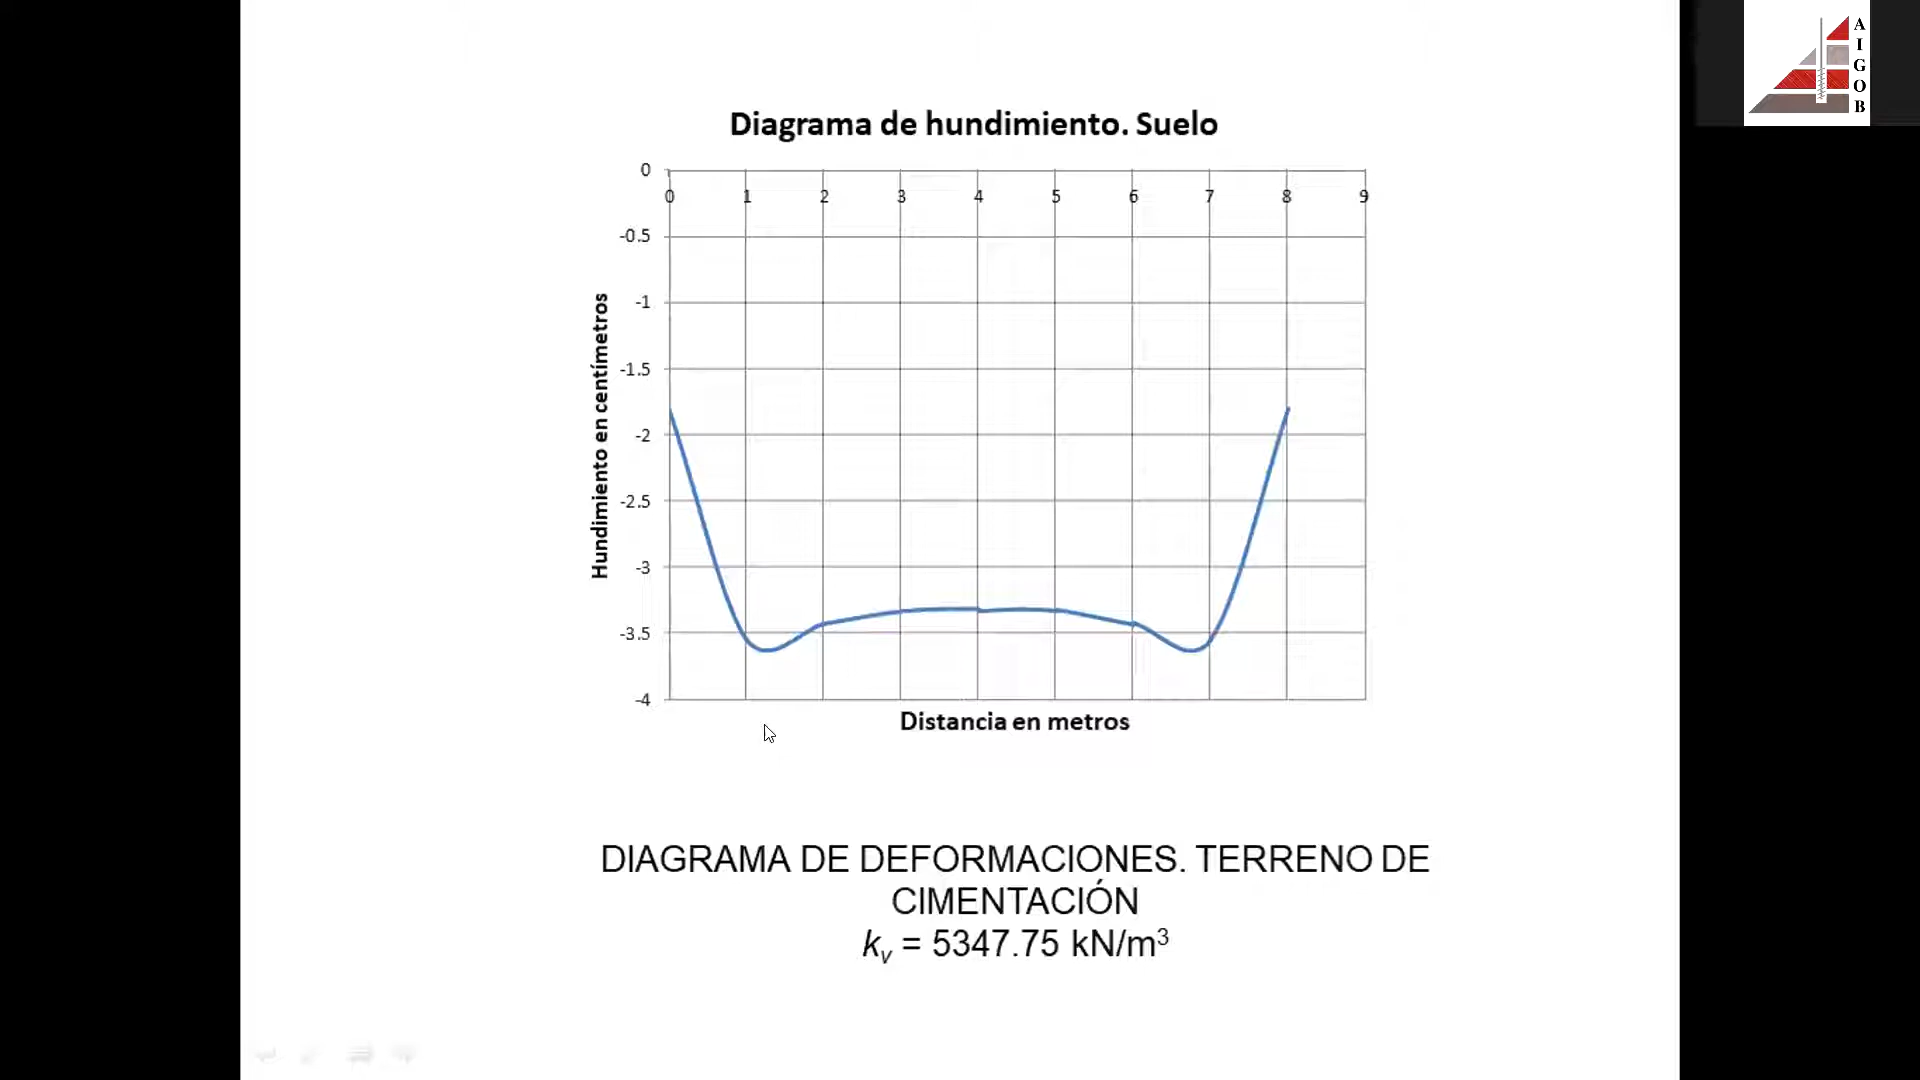 A
I
G
O
B
Diagrama de hundimiento. Suelo
0
0 1 2 3 4 5 6 7 8 9
-0.5
-1
-1.5
-2
-2.5
-3
-3.5
-4
Hundimiento en centímetros
Distancia en metros
DIAGRAMA DE DEFORMACIONES. TERRENO DE
CIMENTACIÓN
kᵥ = 5347.75 kN/m³